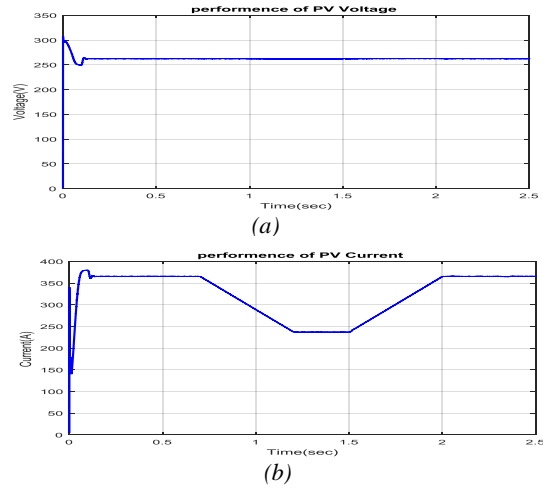 performence of PV Voltage
350
300
250
200
150
100
50
0
Voltage(V)
0 0.5 1 1.5 2 2.5
Time(sec)
(a)
performence of PV Current
400
350
300
250
200
150
100
50
0
Current(A)
0 0.5 1 1.5 2 2.5
Time(sec)
(b)